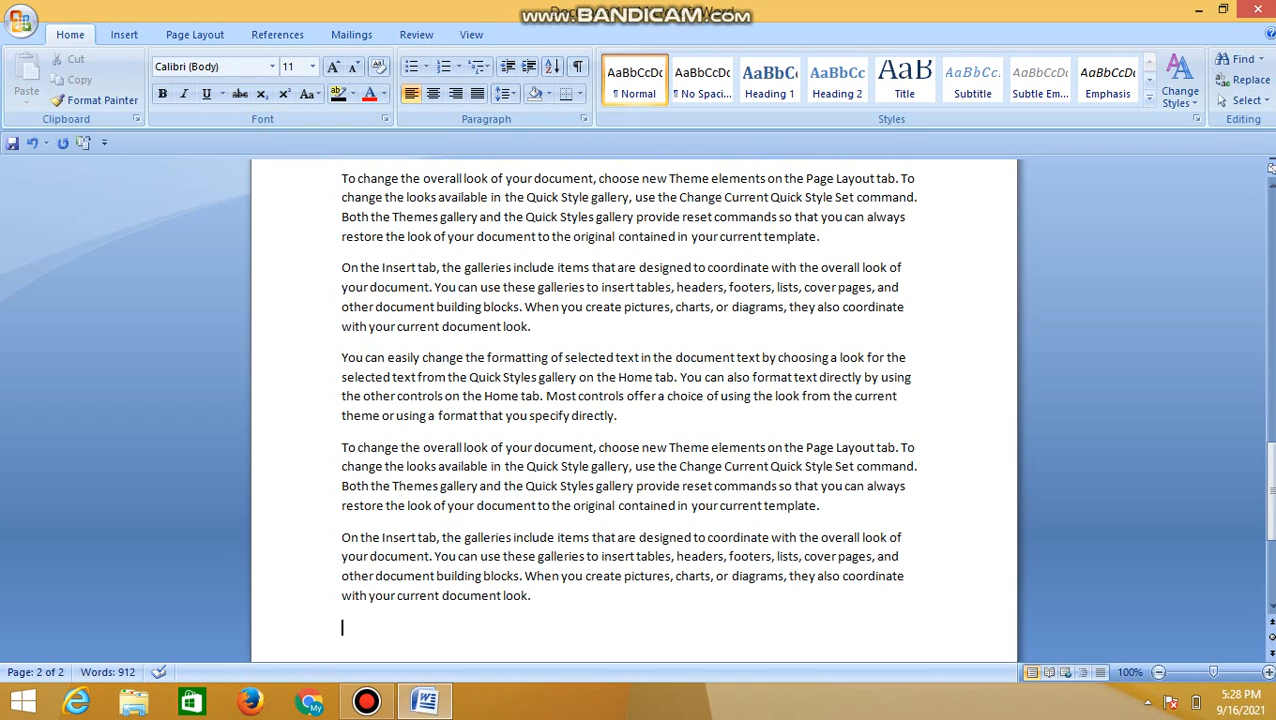 www.BANDICAM.com
Home Insert Page Layout References Mailings Review View
Cut
Copy
Format Painter
Paste
Clipboard
Calibri (Body) 11
Font
Paragraph
AaBbCcDc AaBbCcDc AaBbC AaBbCc AaB AaBbCc. AaBbCcDc AaBbCcDc
¶ Normal ¶ No Spaci... Heading 1 Heading 2 Title Subtitle Subtle Em... Emphasis
Change Styles
Styles
Find
Replace
Select
Editing
To change the overall look of your document, choose new Theme elements on the Page Layout tab. To
change the looks available in the Quick Style gallery, use the Change Current Quick Style Set command.
Both the Themes gallery and the Quick Styles gallery provide reset commands so that you can always
restore the look of your document to the original contained in your current template.
On the Insert tab, the galleries include items that are designed to coordinate with the overall look of
your document. You can use these galleries to insert tables, headers, footers, lists, cover pages, and
other document building blocks. When you create pictures, charts, or diagrams, they also coordinate
with your current document look.
You can easily change the formatting of selected text in the document text by choosing a look for the
selected text from the Quick Styles gallery on the Home tab. You can also format text directly by using
the other controls on the Home tab. Most controls offer a choice of using the look from the current
theme or using a format that you specify directly.
To change the overall look of your document, choose new Theme elements on the Page Layout tab. To
change the looks available in the Quick Style gallery, use the Change Current Quick Style Set command.
Both the Themes gallery and the Quick Styles gallery provide reset commands so that you can always
restore the look of your document to the original contained in your current template.
On the Insert tab, the galleries include items that are designed to coordinate with the overall look of
your document. You can use these galleries to insert tables, headers, footers, lists, cover pages, and
other document building blocks. When you create pictures, charts, or diagrams, they also coordinate
with your current document look.
Page: 2 of 2 Words: 912 100%
5:28 PM
9/16/2021